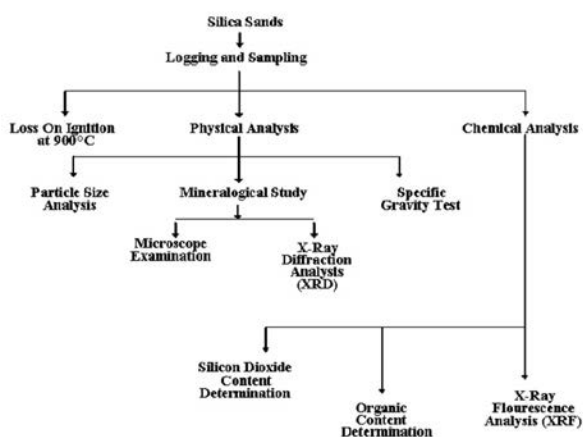 Silica Sands
Logging and Sampling
Loss On Ignition
at 900°C
Physical Analysis
Chemical Analysis
Particle Size
Analysis
Mineralogical Study
Specific
Gravity Test
Microscope
Examination
X-Ray
Diffraction
Analysis
(XRD)
Silicon Dioxide
Content
Determination
Organic
Content
Determination
X-Ray
Flourescence
Analysis (XRF)